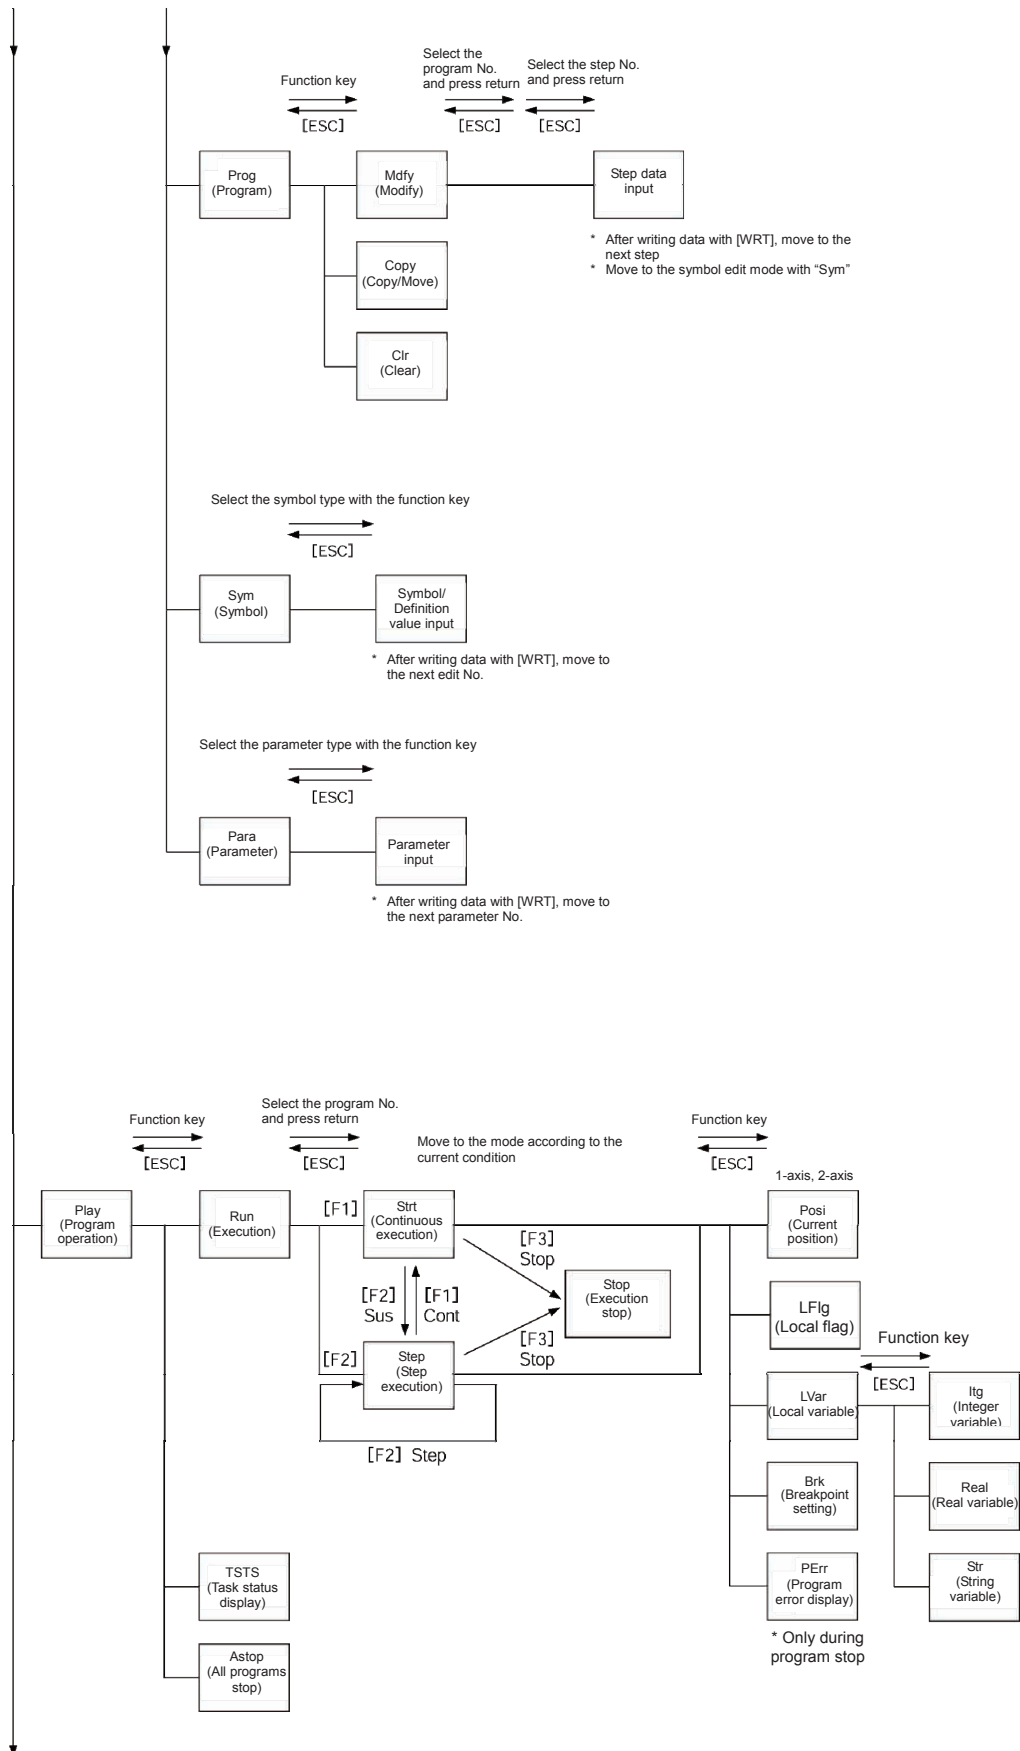 Function key
[ESC]
Select the
program No.
and press return
[ESC]
Select the step No.
and press return
[ESC]
Prog
(Program)
Mdfy
(Modify)
Step data
input
* After writing data with [WRT], move to the
next step
* Move to the symbol edit mode with “Sym”
Copy
(Copy/Move)
Clr
(Clear)
Select the symbol type with the function key
[ESC]
Sym
(Symbol)
Symbol/
Definition
value input
* After writing data with [WRT], move to
the next edit No.
Select the parameter type with the function key
[ESC]
Para
(Parameter)
Parameter
input
* After writing data with [WRT], move to
the next parameter No.
Function key
[ESC]
Select the program No.
and press return
[ESC]
Move to the mode according to the
current condition
Function key
[ESC]
1-axis, 2-axis
Play
(Program
operation)
Run
(Execution)
[F1]
Strt
(Continuous
execution)
[F3]
Stop
Posi
(Current
position)
[F2]
Sus
[F1]
Cont
Stop
(Execution
stop)
LFlg
(Local flag)
Function key
[ESC]
[F2]
Step
(Step
execution)
[F3]
Stop
[F2] Step
LVar
(Local variable)
Itg
(Integer
variable)
Brk
(Breakpoint
setting)
Real
(Real variable)
TSTS
(Task status
display)
PErr
(Program
error display)
Str
(String
variable)
* Only during
program stop
Astop
(All programs
stop)